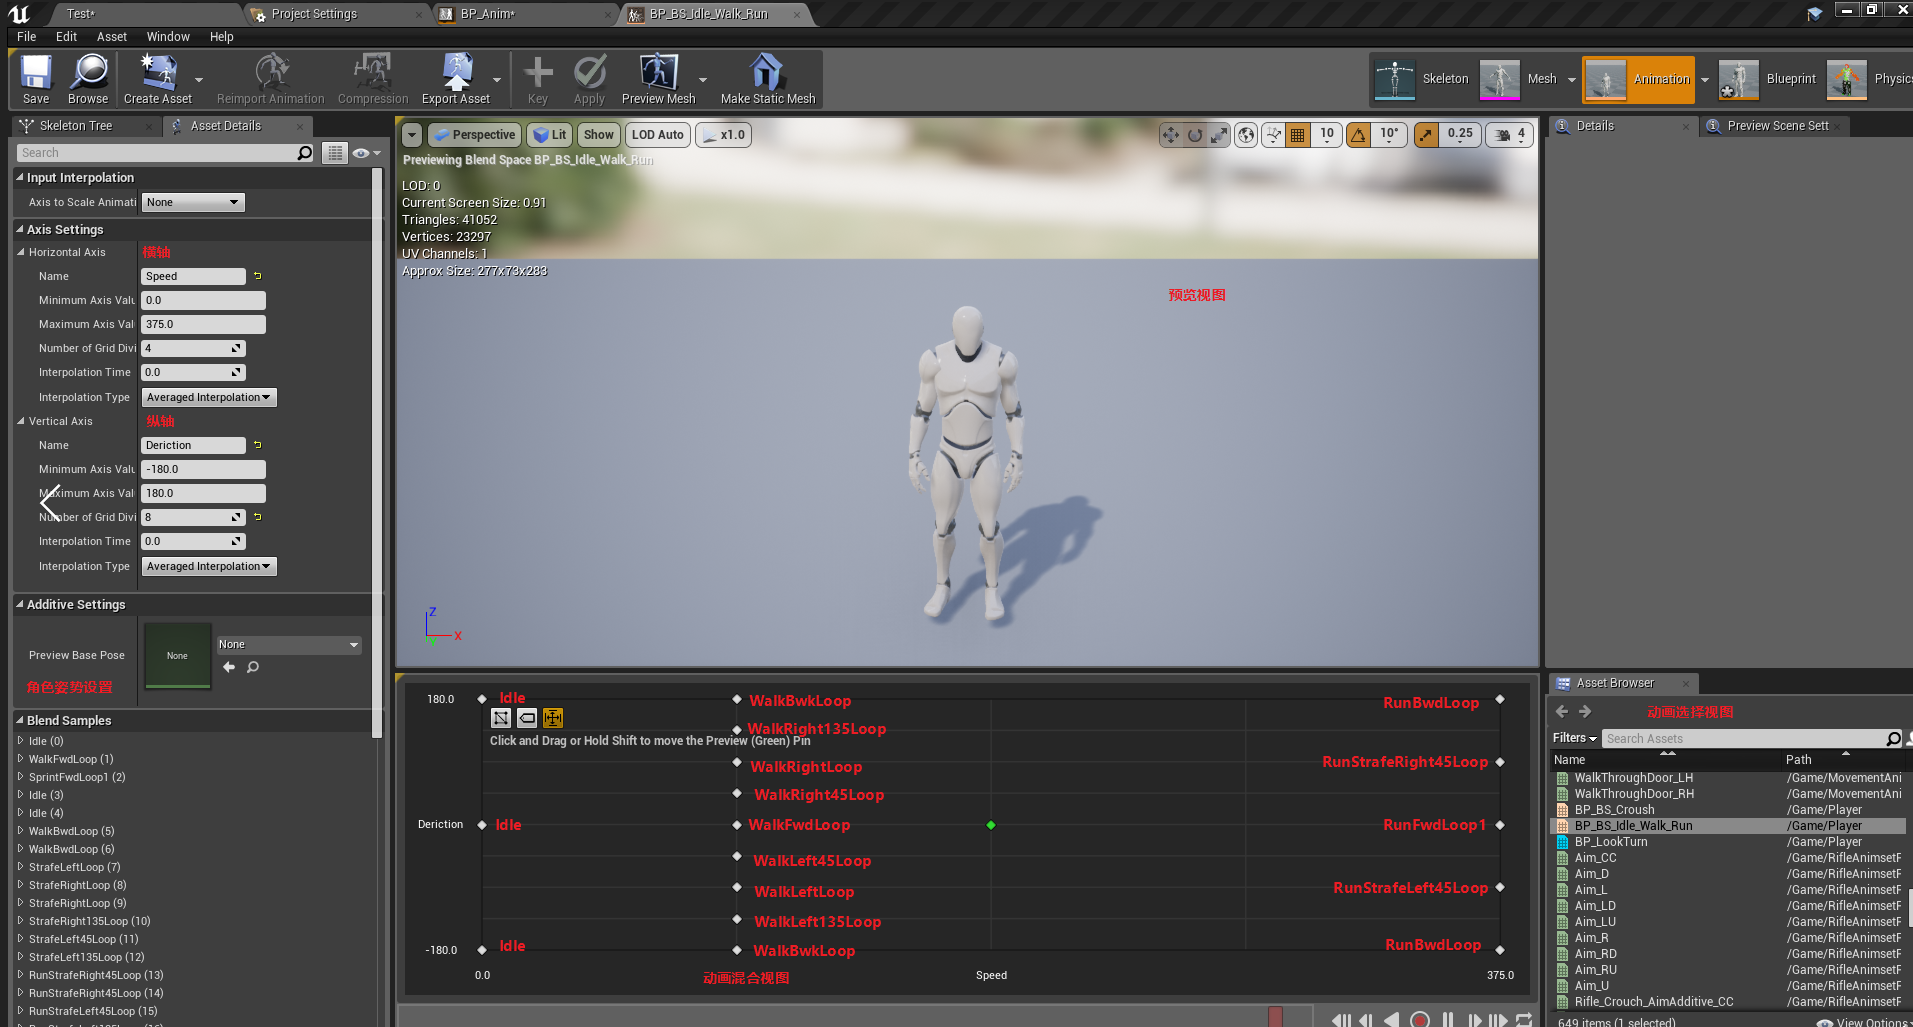 Test*
Project Settings
BP_Anim*
BP_BS_Idle_Walk_Run
File Edit Asset Window Help
Save
Browse
Create Asset
Reimport Animation
Compression
Export Asset
Key
Apply
Preview Mesh
Make Static Mesh
Skeleton
Mesh
Animation
Blueprint
Physics
Skeleton Tree
Asset Details
Search
Input Interpolation
Axis to Scale Animati None
Axis Settings
Horizontal Axis 横轴
Name Speed
Minimum Axis Valu 0.0
Maximum Axis Val 375.0
Number of Grid Divi 4
Interpolation Time 0.0
Interpolation Type Averaged Interpolation
Vertical Axis 纵轴
Name Deriction
Minimum Axis Valu -180.0
Maximum Axis Val 180.0
Number of Grid Divi 8
Interpolation Time 0.0
Interpolation Type Averaged Interpolation
Additive Settings
Preview Base Pose
None
None
角色姿势设置
Blend Samples
Idle (0)
WalkFwdLoop (1)
SprintFwdLoop1 (2)
Idle (3)
Idle (4)
WalkBwdLoop (5)
WalkBwdLoop (6)
StrafeLeftLoop (7)
StrafeRightLoop (8)
StrafeRightLoop (9)
StrafeRight135Loop (10)
StrafeLeft45Loop (11)
StrafeLeft135Loop (12)
RunStrafeRight45Loop (13)
RunStrafeRight45Loop (14)
RunStrafeLeft45Loop (15)
Perspective Lit Show LOD Auto x1.0
10 10° 0.25 4
Previewing Blend Space BP_BS_Idle_Walk_Run
LOD: 0
Current Screen Size: 0.91
Triangles: 41052
Vertices: 23297
UV Channels: 1
Approx Size: 277x73x283
预览视图
Z
X
180.0 Idle WalkBwkLoop RunBwdLoop
WalkRight135Loop
Click and Drag or Hold Shift to move the Preview (Green) Pin
WalkRightLoop RunStrafeRight45Loop
WalkRight45Loop
Deriction Idle WalkFwdLoop RunFwdLoop1
WalkLeft45Loop
WalkLeftLoop RunStrafeLeft45Loop
WalkLeft135Loop
-180.0 Idle WalkBwkLoop RunBwdLoop
0.0 动画混合视图 Speed 375.0
Details
Preview Scene Sett
Asset Browser
动画选择视图
Filters
Search Assets
Name Path
WalkThroughDoor_LH /Game/MovementAni
WalkThroughDoor_RH /Game/MovementAni
BP_BS_Croush /Game/Player
BP_BS_Idle_Walk_Run /Game/Player
BP_LookTurn /Game/Player
Aim_CC /Game/RifleAnimsetF
Aim_D /Game/RifleAnimsetF
Aim_L /Game/RifleAnimsetF
Aim_LD /Game/RifleAnimsetF
Aim_LU /Game/RifleAnimsetF
Aim_R /Game/RifleAnimsetF
Aim_RD /Game/RifleAnimsetF
Aim_RU /Game/RifleAnimsetF
Aim_U /Game/RifleAnimsetF
Rifle_Crouch_AimAdditive_CC /Game/RifleAnimsetF
649 items (1 selected)
View Options